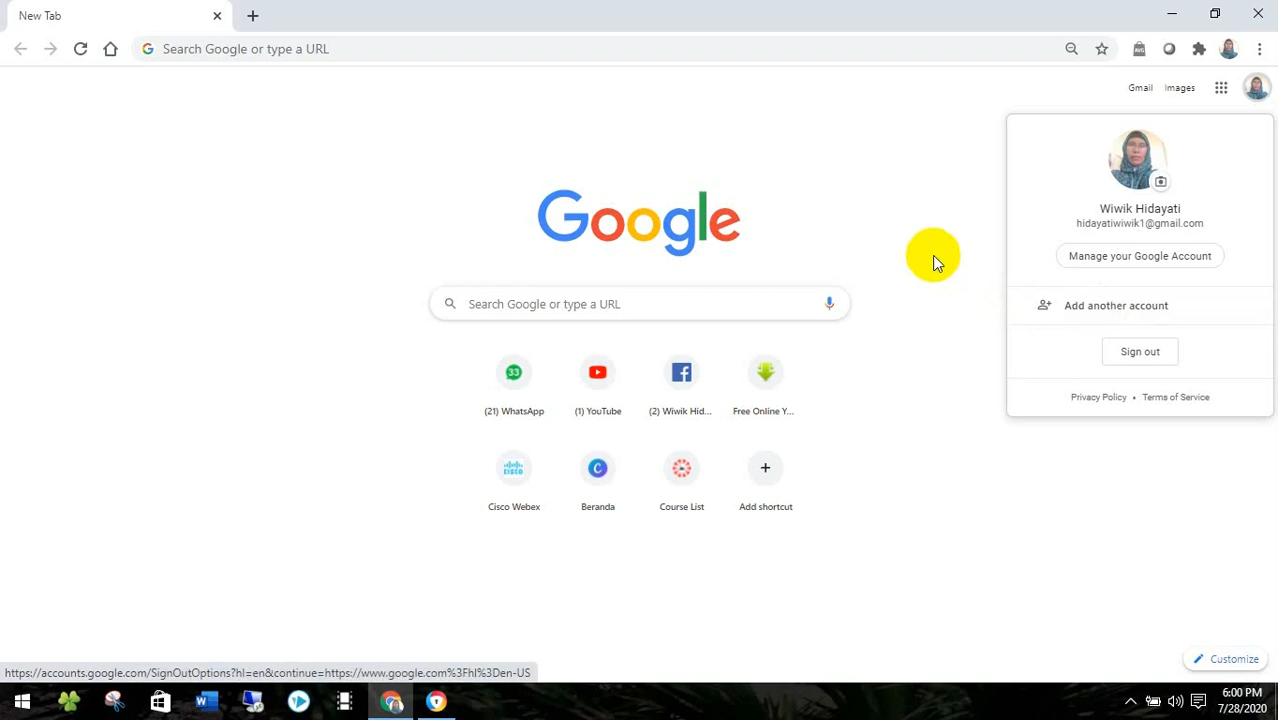 New Tab
Search Google or type a URL
Gmail Images
Google
Wiwik Hidayati
hidayatiwiwik1@gmail.com
Manage your Google Account
Add another account
Sign out
Privacy Policy • Terms of Service
Search Google or type a URL
33
(21) WhatsApp (1) YouTube (2) Wiwik Hid... Free Online Y...
CISCO
Cisco Webex Beranda Course List Add shortcut
Customize
https://accounts.google.com/SignOutOptions?hl=en&continue=https://www.google.com%3Fhl%3Den-US
6:00 PM
7/28/2020